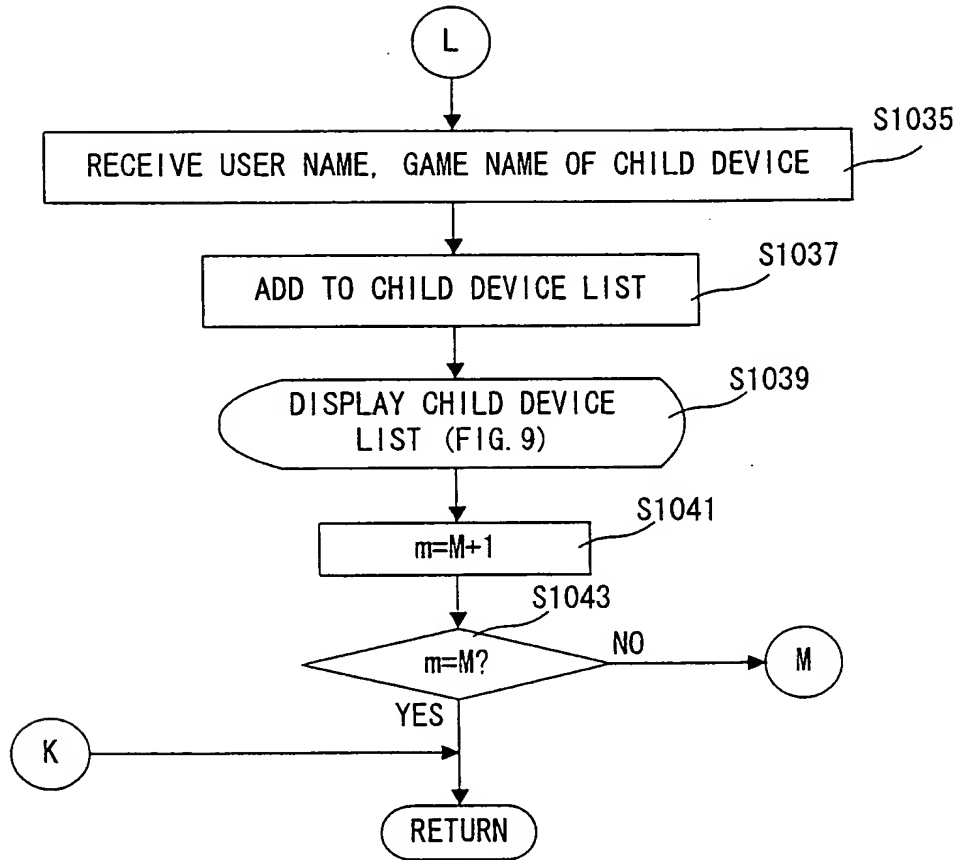 L
S1035
RECEIVE USER NAME, GAME NAME OF CHILD DEVICE
S1037
ADD TO CHILD DEVICE LIST
S1039
DISPLAY CHILD DEVICE
LIST (FIG. 9)
S1041
m=M+1
S1043
m=M?
NO
M
YES
K
RETURN